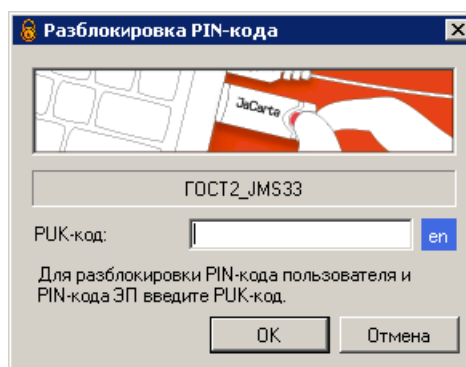 Разблокировка PIN-кода
JaCarta
ГОСТ2_JMS33
PUK-код:
en
Для разблокировки PIN-кода пользователя и
PIN-кода ЭП введите PUK-код.
OK
Отмена